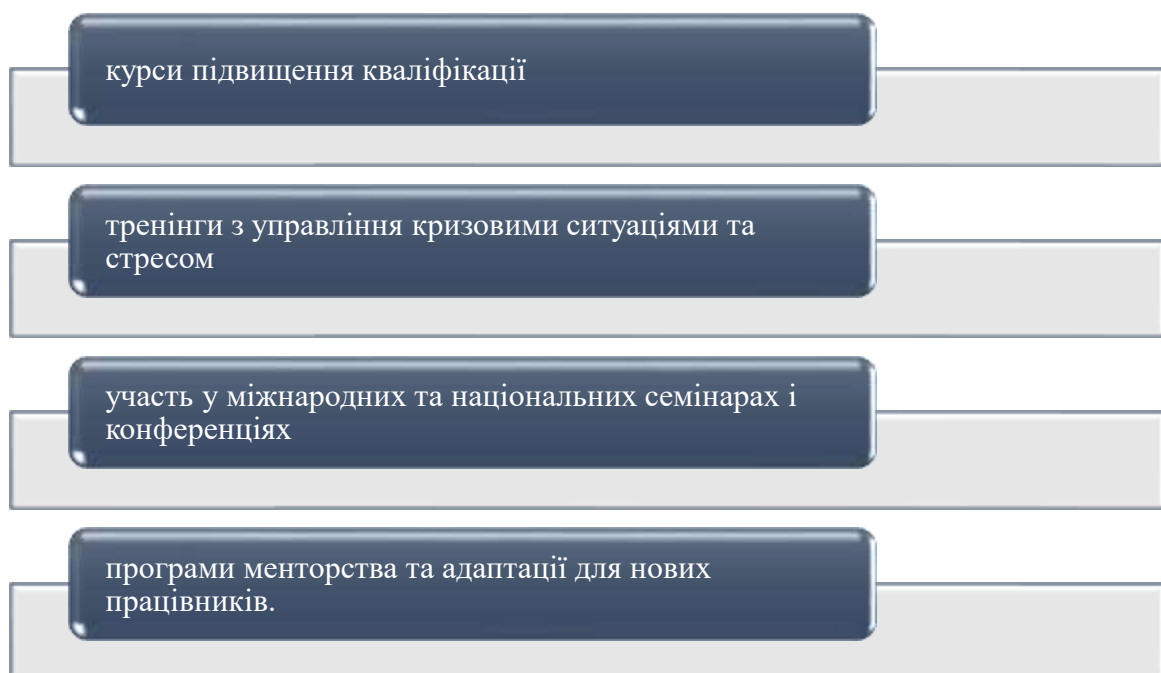 курси підвищення кваліфікації
тренінги з управління кризовими ситуаціями та
стресом
участь у міжнародних та національних семінарах і
конференціях
програми менторства та адаптації для нових
працівників.